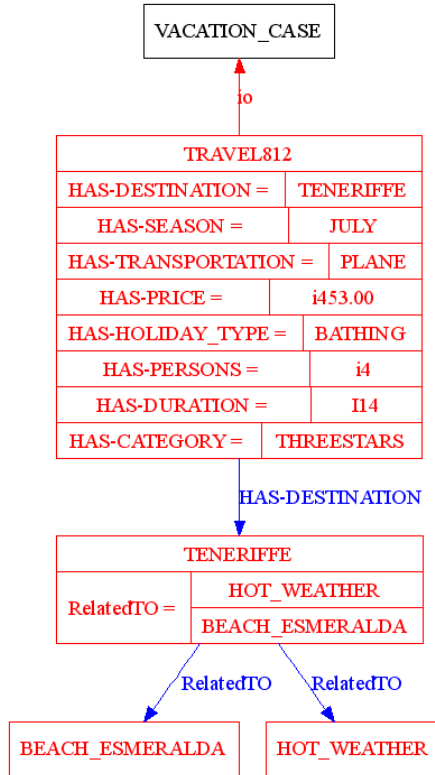 VACATION_CASE
io
TRAVEL812
HAS-DESTINATION = TENERIFFE
HAS-SEASON = JULY
HAS-TRANSPORTATION = PLANE
HAS-PRICE = i453.00
HAS-HOLIDAY_TYPE = BATHING
HAS-PERSONS = i4
HAS-DURATION = I14
HAS-CATEGORY = THREESTARS
HAS-DESTINATION
TENERIFFE
RelatedTO = HOT_WEATHER
BEACH_ESMERALDA
RelatedTO RelatedTO
BEACH_ESMERALDA HOT_WEATHER